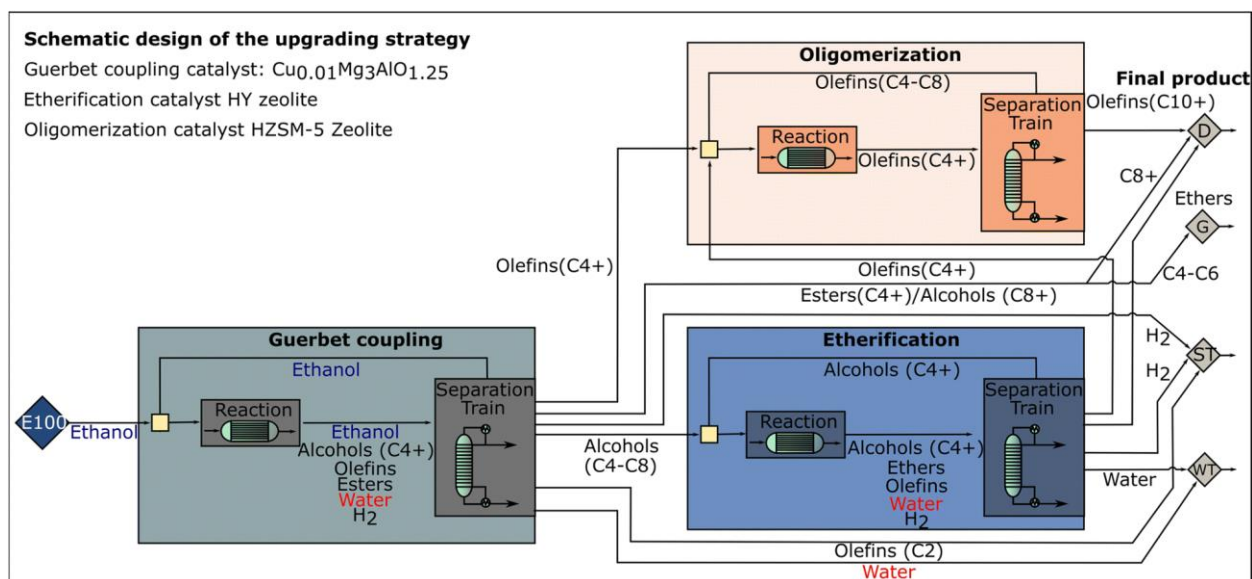 Schematic design of the upgrading strategy
Guerbet coupling catalyst: Cu0.01Mg3AlO1.25
Etherification catalyst HY zeolite
Oligomerization catalyst HZSM-5 Zeolite
Oligomerization
Olefins(C4-C8)
Reaction
Olefins(C4+)
Separation
Train
Final product
Olefins(C10+)
D
C8+
Ethers
G
C4-C6
Olefins(C4+)
Olefins(C4+)
Esters(C4+)/Alcohols (C8+)
Guerbet coupling
Ethanol
E100
Ethanol
Reaction
Ethanol
Alcohols (C4+)
Olefins
Esters
Water
H2
Separation
Train
Alcohols
(C4-C8)
Etherification
Alcohols (C4+)
Reaction
Alcohols (C4+)
Ethers
Olefins
Water
H2
Separation
Train
H2
H2
ST
Water
WT
Olefins (C2)
Water